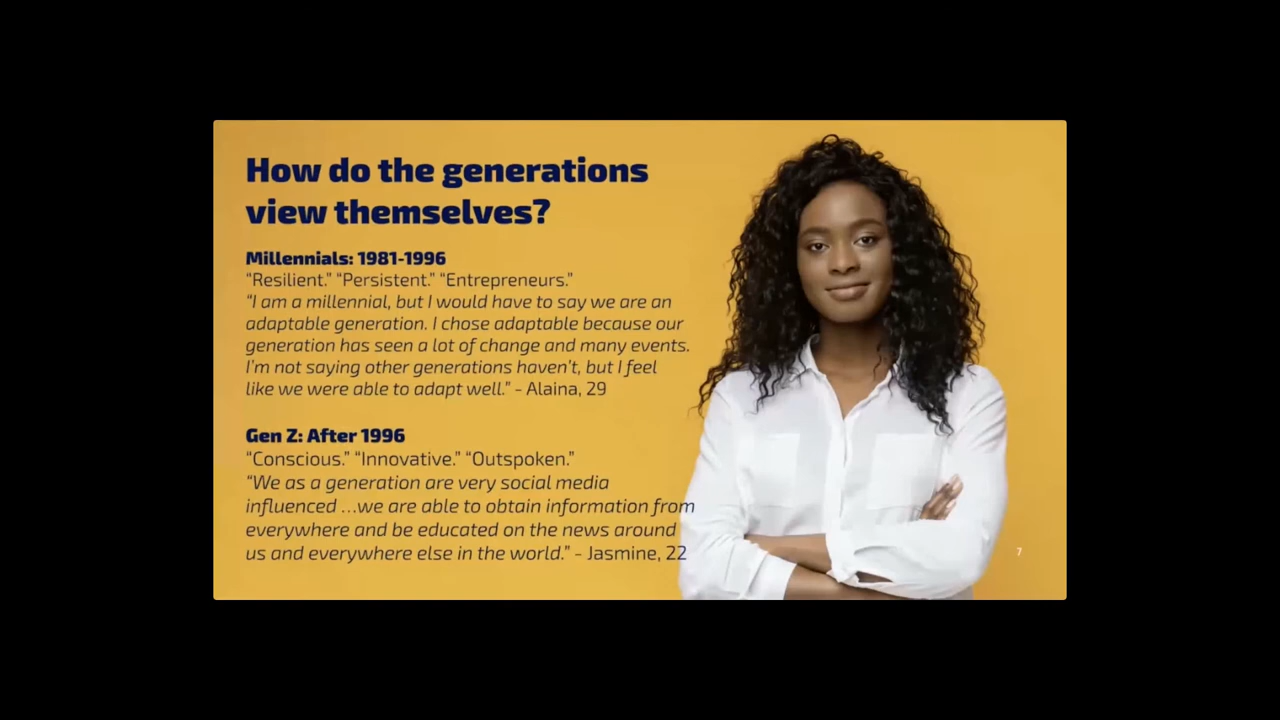 How do the generations
view themselves?
Millennials: 1981-1996
“Resilient.” “Persistent.” “Entrepreneurs.”
“I am a millennial, but I would have to say we are an
adaptable generation. I chose adaptable because our
generation has seen a lot of change and many events.
I’m not saying other generations haven’t, but I feel
like we were able to adapt well.” - Alaina, 29
Gen Z: After 1996
“Conscious.” “Innovative.” “Outspoken.”
“We as a generation are very social media
influenced ...we are able to obtain information from
everywhere and be educated on the news around
us and everywhere else in the world.” - Jasmine, 22
7